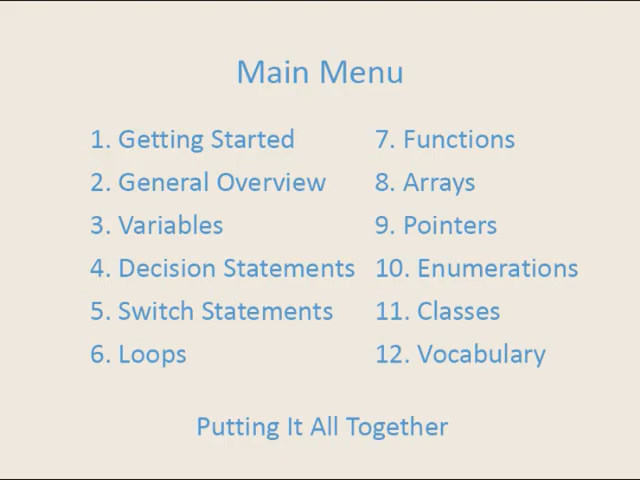 Main Menu
1. Getting Started
2. General Overview
3. Variables
4. Decision Statements
5. Switch Statements
6. Loops
7. Functions
8. Arrays
9. Pointers
10. Enumerations
11. Classes
12. Vocabulary
Putting It All Together